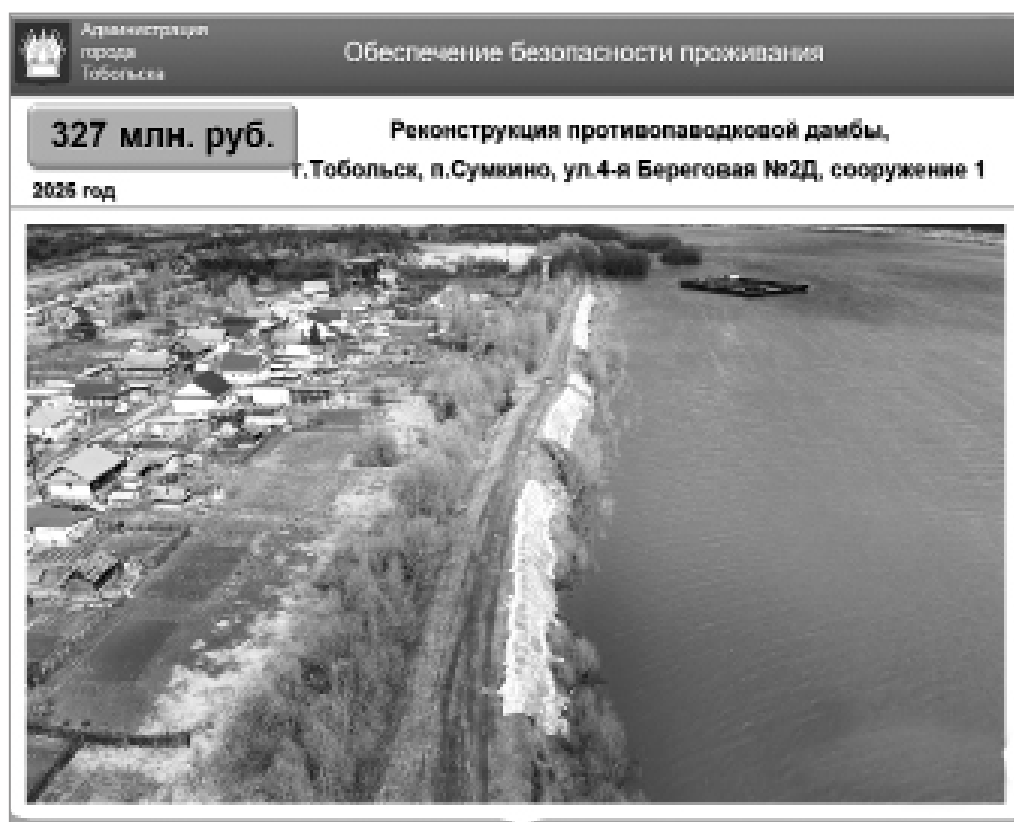 Администрация
города
Тобольска
Обеспечение безопасности проживания
327 млн. руб.
2025 год
Реконструкция противопаводковой дамбы,
г.Тобольск, п.Сумкино, ул.4-я Береговая №2Д, сооружение 1